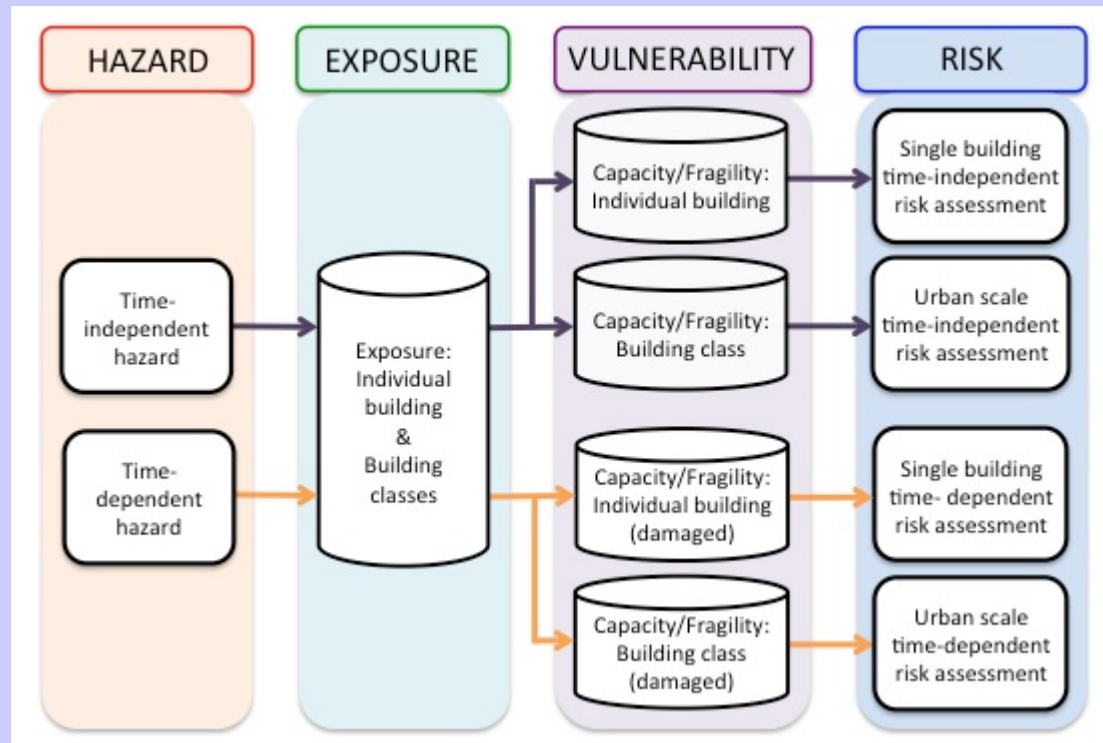 HAZARD
EXPOSURE
VULNERABILITY
RISK
Time-
independent
hazard
Time-
dependent
hazard
Exposure:
Individual
building
&
Building
classes
Capacity/Fragility:
Individual building
Capacity/Fragility:
Building class
Capacity/Fragility:
Individual building
(damaged)
Capacity/Fragility:
Building class
(damaged)
Single building
time-independent
risk assessment
Urban scale
time-independent
risk assessment
Single building
time- dependent
risk assessment
Urban scale
time-dependent
risk assessment